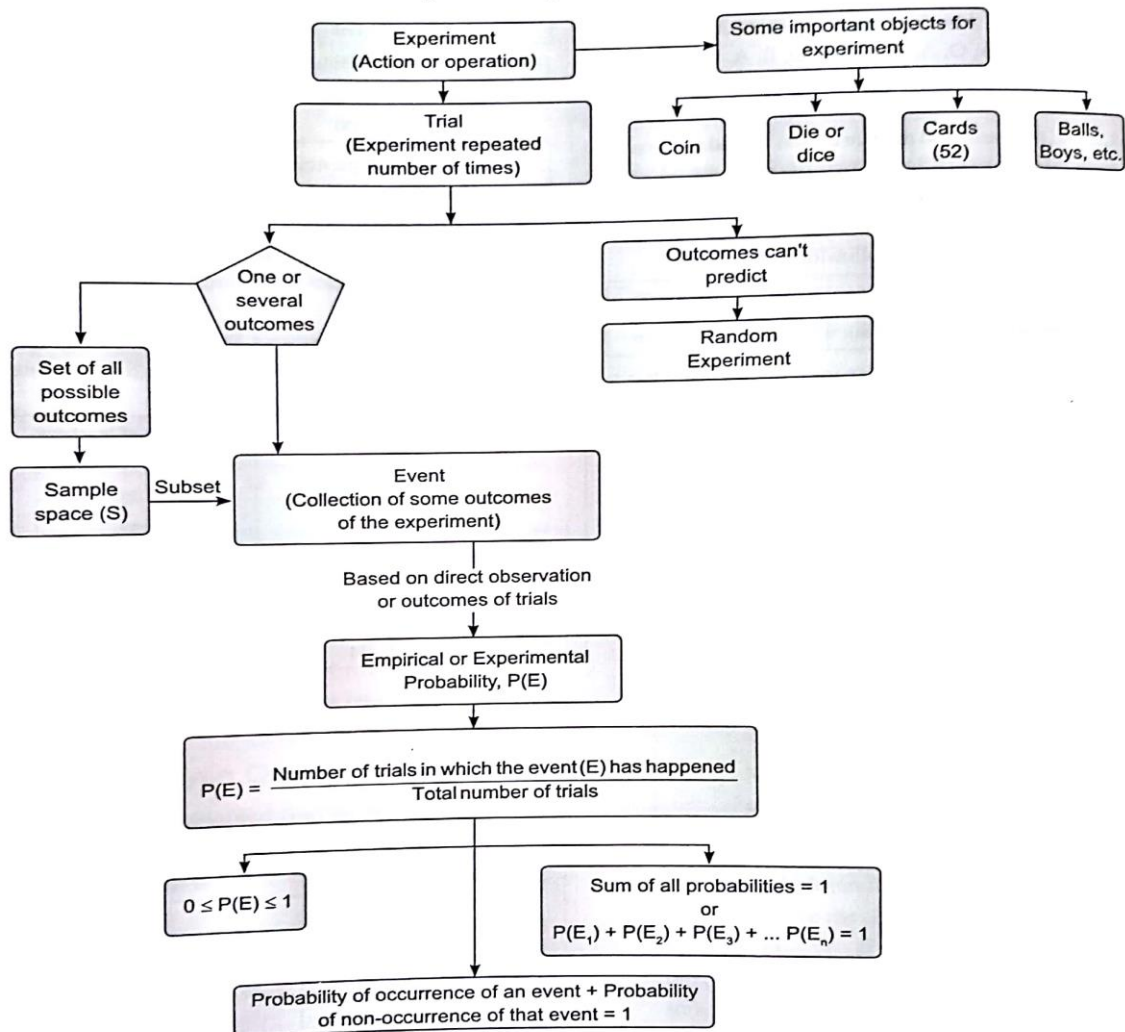 Experiment
(Action or operation)
Some important objects for
experiment
Trial
(Experiment repeated
number of times)
Coin
Die or
dice
Cards
(52)
Balls,
Boys, etc.
One or
several
outcomes
Outcomes can't
predict
Random
Experiment
Set of all
possible
outcomes
Sample
space (S)
Subset
Event
(Collection of some outcomes
of the experiment)
Based on direct observation
or outcomes of trials
Empirical or Experimental
Probability, P(E)
P(E) = Number of trials in which the event (E) has happened
Total number of trials
0 ≤ P(E) ≤ 1
Sum of all probabilities = 1
or
P(E₁) + P(E₂) + P(E₃) + ... P(Eₙ) = 1
Probability of occurrence of an event + Probability
of non-occurrence of that event = 1